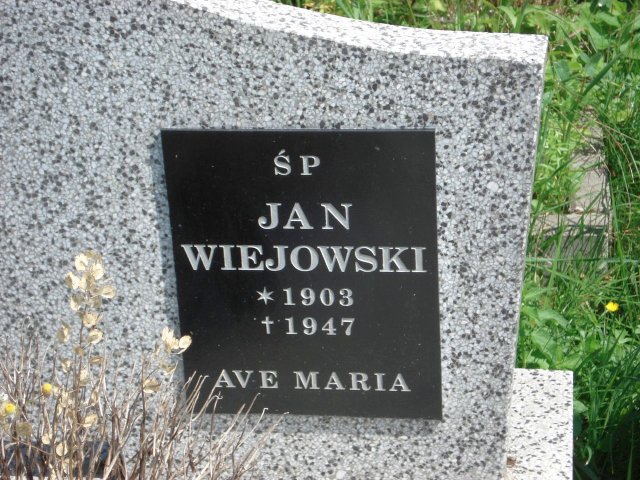 ŚP
JAN
WIEJOWSKI
* 1903
† 1947
AVE MARIA